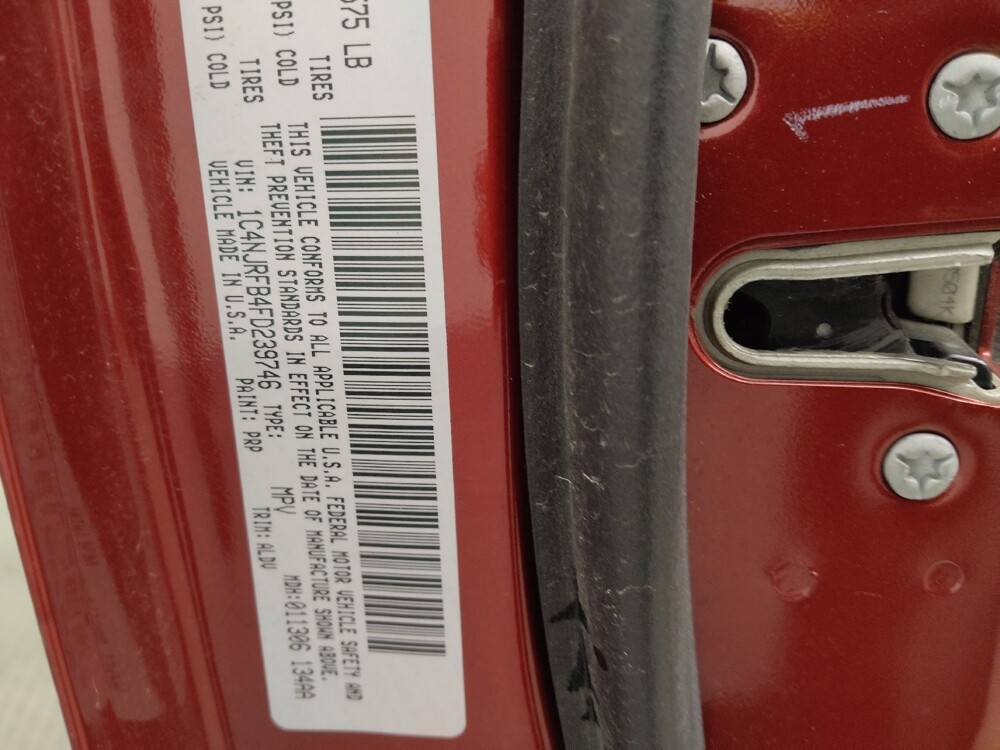 675 LB
TIRES
PSI) COLD
TIRES
PSI) COLD
THIS VEHICLE CONFORMS TO ALL APPLICABLE U.S.A. FEDERAL MOTOR VEHICLE SAFETY AND
THEFT PREVENTION STANDARDS IN EFFECT ON THE DATE OF MANUFACTURE SHOWN ABOVE.
VIN: 1C4NJRFB4FD239746 TYPE: MPV MDH:011306 134AA
VEHICLE MADE IN U.S.A. PAINT: PRP TRIM: ALDV
504K